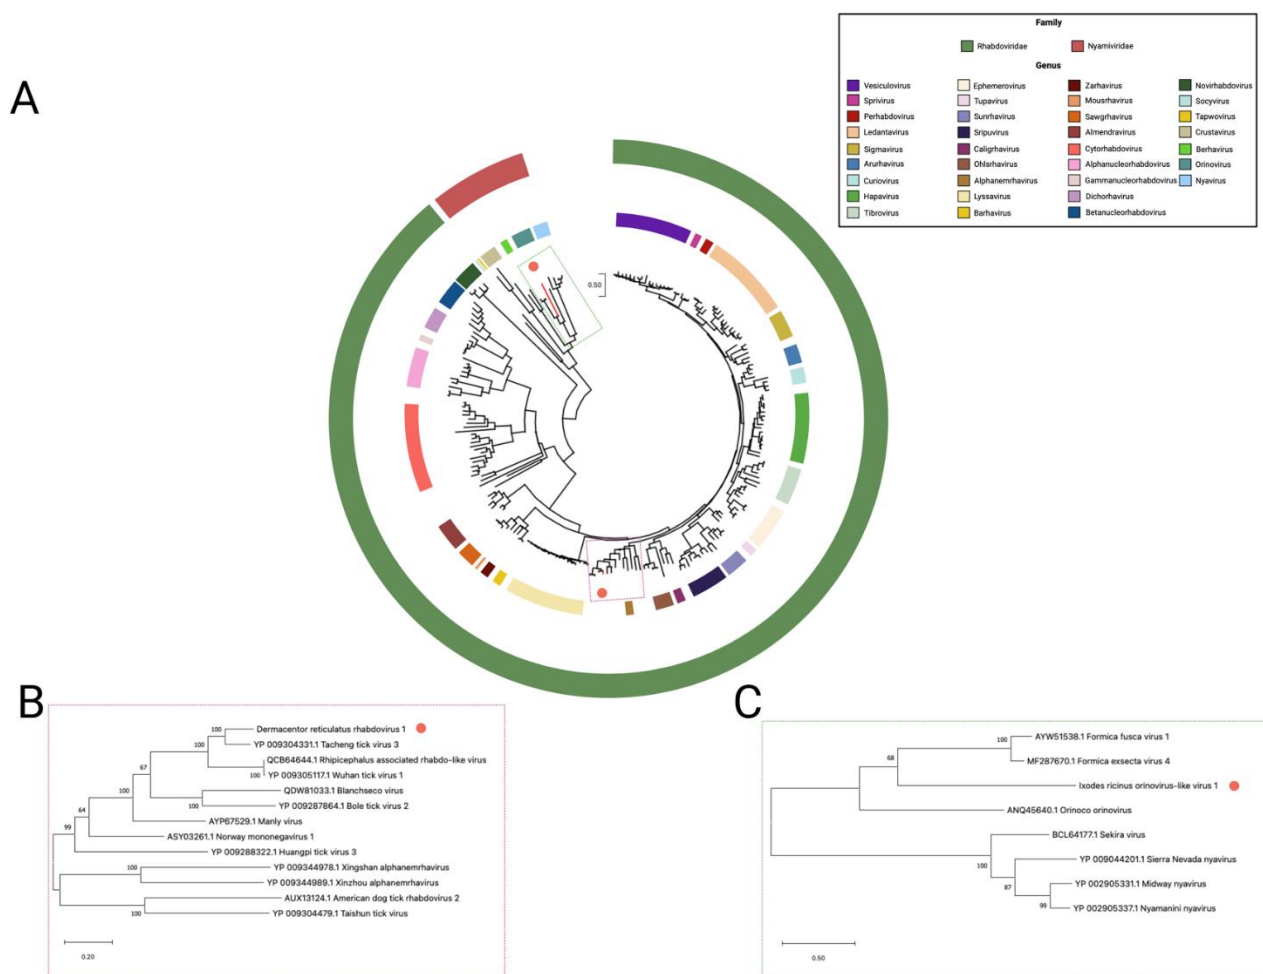 Family
Rhabdoviridae Nyamiviridae
Genus
Vesiculovirus Ephemerovirus Zarhavirus Novirhabdovirus
Sprivirus Tupavirus Mousrhavirus Socyvirus
Perhabdovirus Sunrhavirus Sawgrhavirus Tapwovirus
Ledantavirus Sripuvirus Almendravirus Crustavirus
Sigmavirus Caligrhavirus Cytorhabdovirus Berhavirus
Arurhavirus Ohlsrhavirus Alphanucleorhabdovirus Orinovirus
Curiovirus Alphanemrhavirus Gammanucleorhabdovirus Nyavirus
Hapavirus Lyssavirus Dichorhavirus
Tibrovirus Barhavirus Betanucleorhabdovirus
A
0.50
B
100 Dermacentor reticulatus rhabdovirus 1
100 YP 009304331.1 Tacheng tick virus 3
QCB64644.1 Rhipicephalus associated rhabdo-like virus
67 100 YP 009305117.1 Wuhan tick virus 1
100 QDW81033.1 Blanchseco virus
100 YP 009287864.1 Bole tick virus 2
64 AYP67529.1 Manly virus
99 ASY03261.1 Norway mononegavirus 1
YP 009288322.1 Huangpi tick virus 3
100 YP 009344978.1 Xingshan alphanemrhavirus
YP 009344989.1 Xinzhou alphanemrhavirus
AUX13124.1 American dog tick rhabdovirus 2
100 YP 009304479.1 Taishun tick virus
0.20
C
100 AYW51538.1 Formica fusca virus 1
68 MF287670.1 Formica exsecta virus 4
Ixodes ricinus orinovirus-like virus 1
ANQ45640.1 Orinoco orinovirus
BCL64177.1 Sekira virus
100 YP 009044201.1 Sierra Nevada nyavirus
87 YP 002905331.1 Midway nyavirus
99 YP 002905337.1 Nyamanini nyavirus
0.50